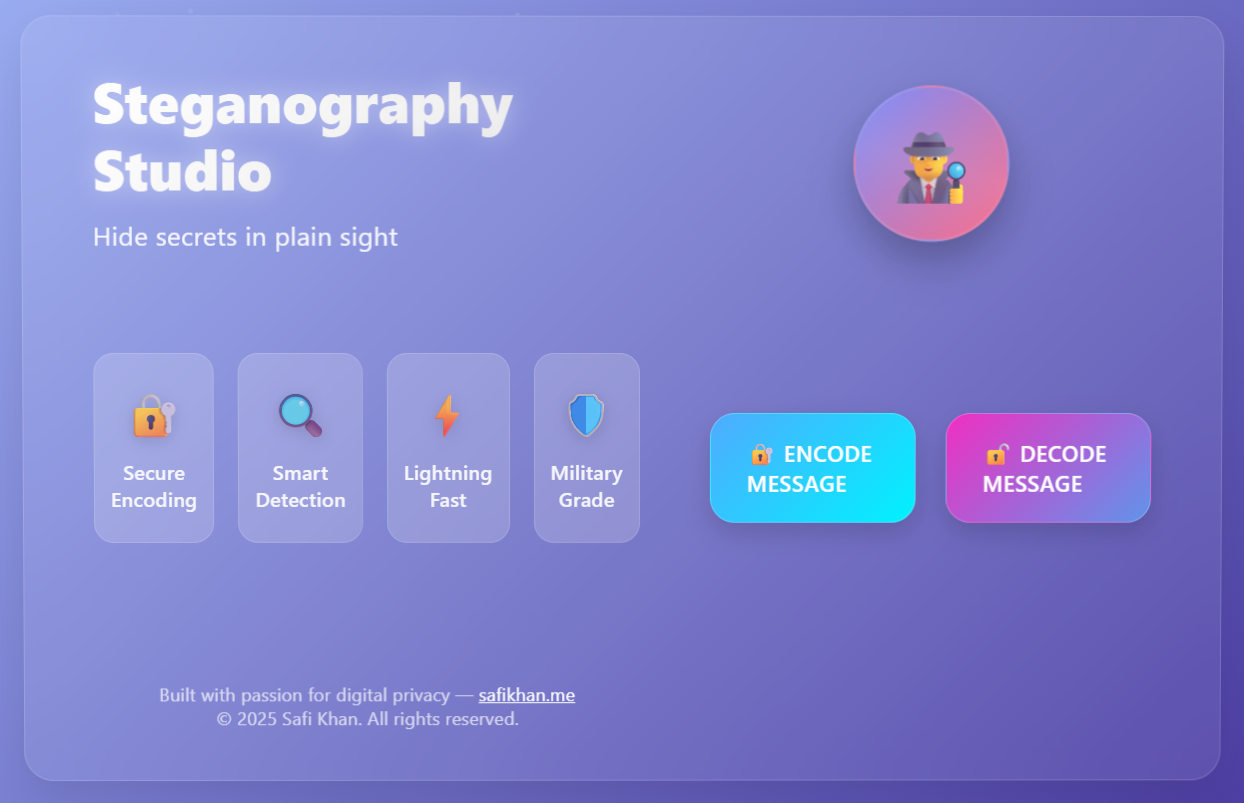 Steganography
Studio
Hide secrets in plain sight
Secure
Encoding
Smart
Detection
Lightning
Fast
Military
Grade
ENCODE
MESSAGE
DECODE
MESSAGE
Built with passion for digital privacy — safikhan.me
© 2025 Safi Khan. All rights reserved.